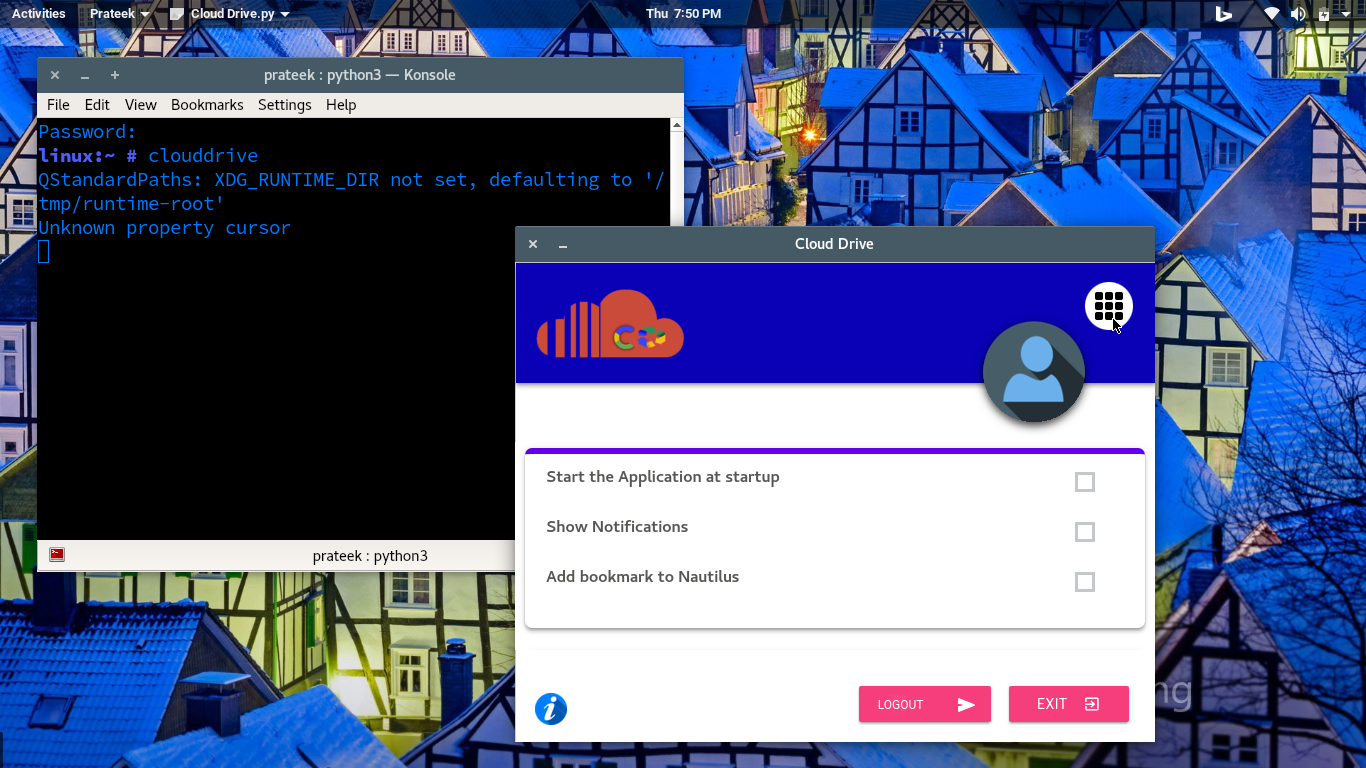 Activities Prateek Cloud Drive.py Thu 7:50 PM
prateek : python3 — Konsole
File Edit View Bookmarks Settings Help
Password:
linux:~ # clouddrive
QStandardPaths: XDG_RUNTIME_DIR not set, defaulting to '/
tmp/runtime-root'
Unknown property cursor
prateek : python3
Cloud Drive
Start the Application at startup
Show Notifications
Add bookmark to Nautilus
LOGOUT
EXIT